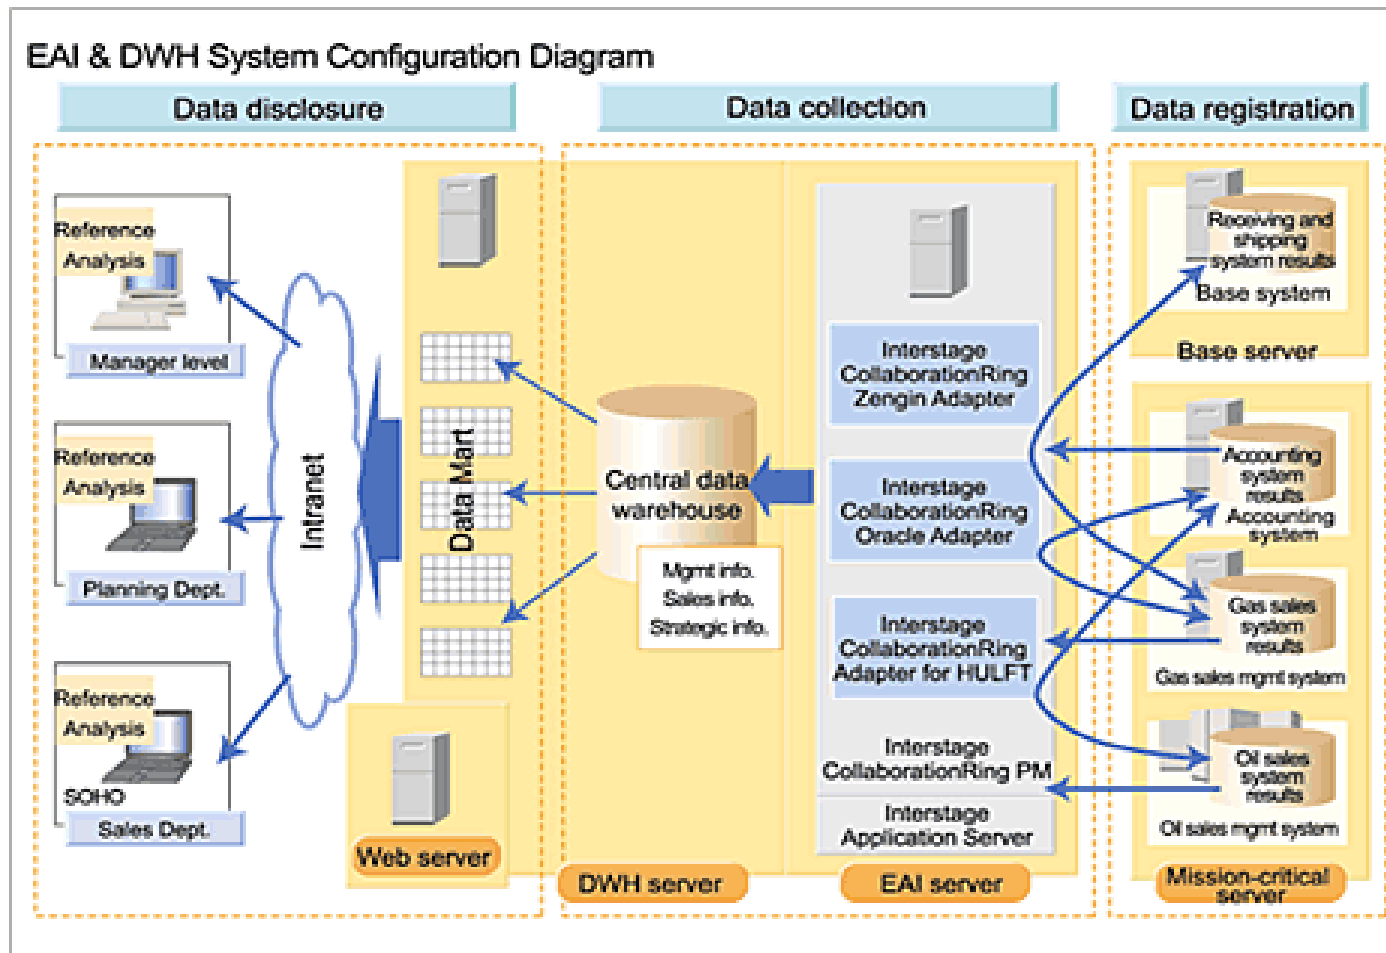 EAI & DWH System Configuration Diagram
Data disclosure
Data collection
Data registration
Reference
Analysis
Manager level
Reference
Analysis
Planning Dept.
Reference
Analysis
SOHO
Sales Dept.
Intranet
Data Mart
Web server
Central data
warehouse
Mgmt info.
Sales info.
Strategic info.
DWH server
Interstage
CollaborationRing
Zengin Adapter
Interstage
CollaborationRing
Oracle Adapter
Interstage
CollaborationRing
Adapter for HULFT
Interstage
CollaborationRing PM
Interstage
Application Server
EAI server
Receiving and
shipping
system results
Base system
Base server
Accounting
system
results
Accounting
system
Gas sales
system
results
Gas sales mgmt system
Oil sales
system
results
Oil sales mgmt system
Mission-critical
server